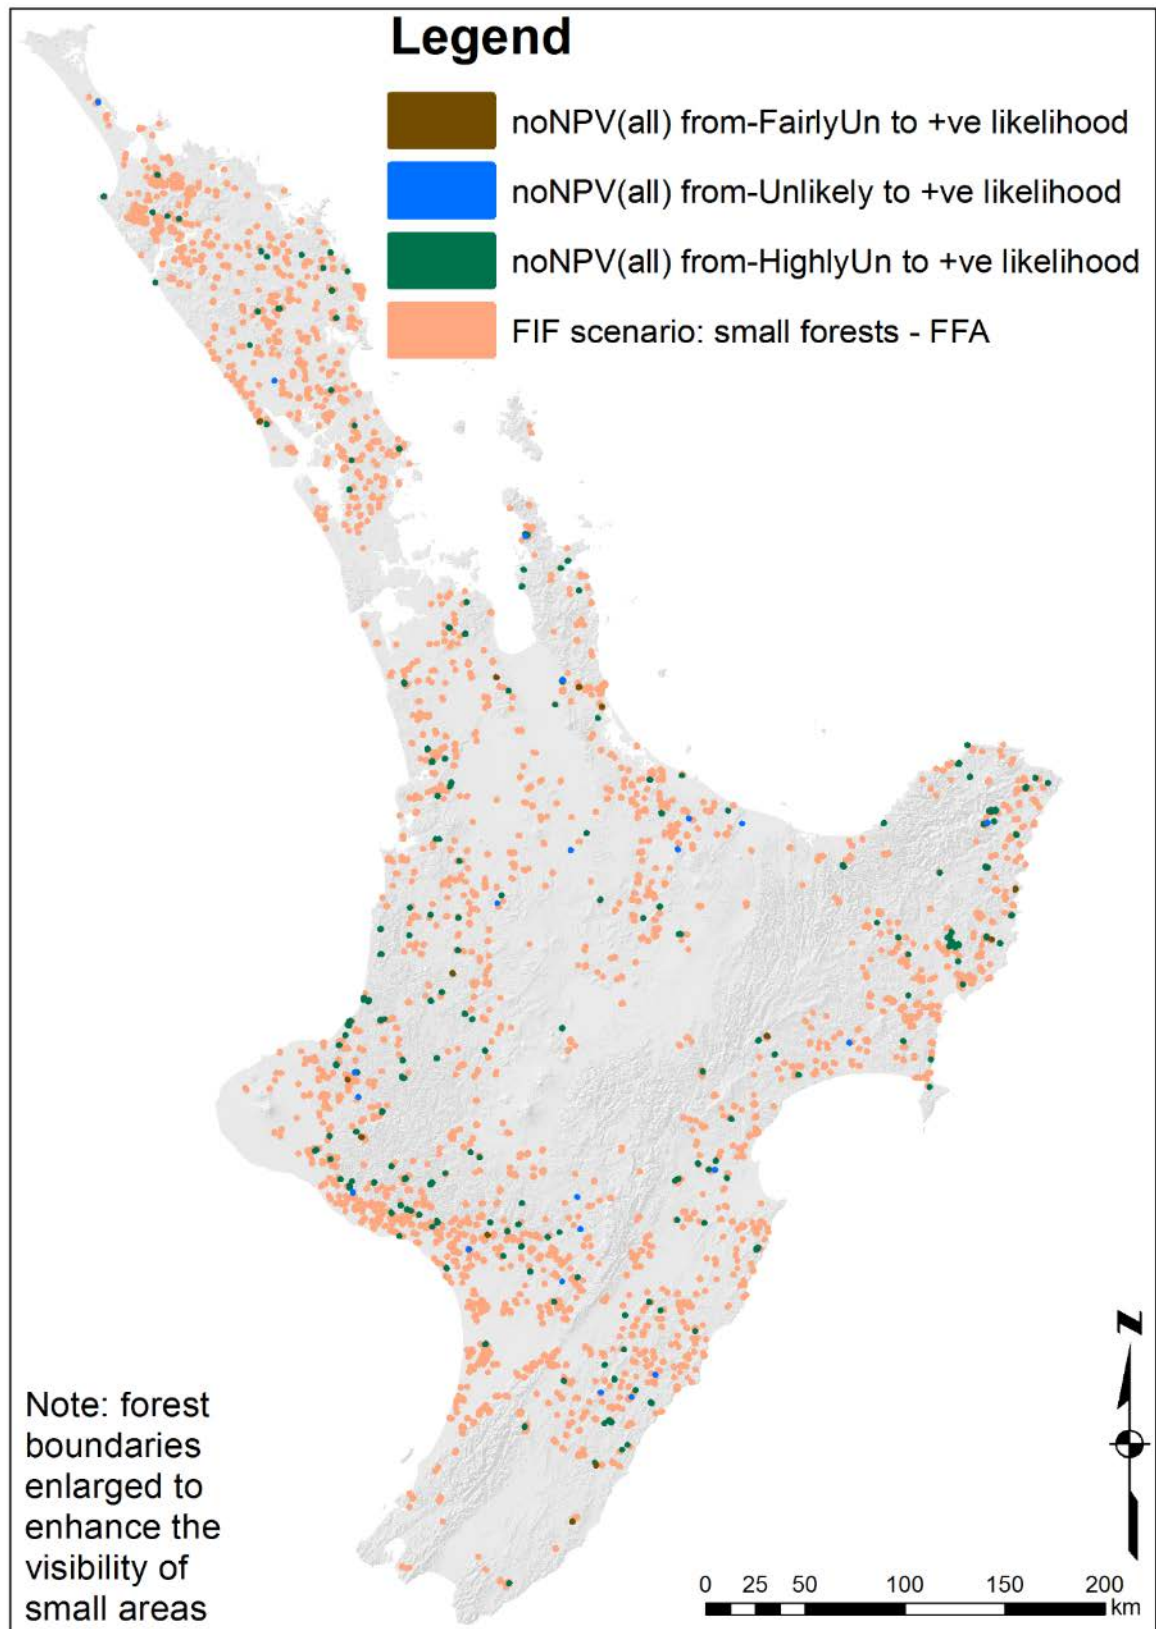 Legend
noNPV(all) from-FairlyUn to +ve likelihood
noNPV(all) from-Unlikely to +ve likelihood
noNPV(all) from-HighlyUn to +ve likelihood
FIF scenario: small forests - FFA
Note: forest
boundaries
enlarged to
enhance the
visibility of
small areas
N
0 25 50 100 150 200
km